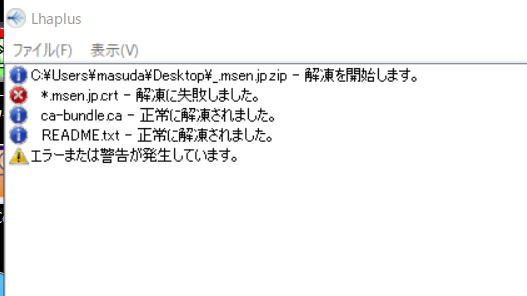 Lhaplus
ファイル(F) 表示(V)
C:¥Users¥masuda¥Desktop¥_.msen.jp.zip - 解凍を開始します。
*.msen.jp.crt - 解凍に失敗しました。
ca-bundle.ca - 正常に解凍されました。
README.txt - 正常に解凍されました。
エラーまたは警告が発生しています。